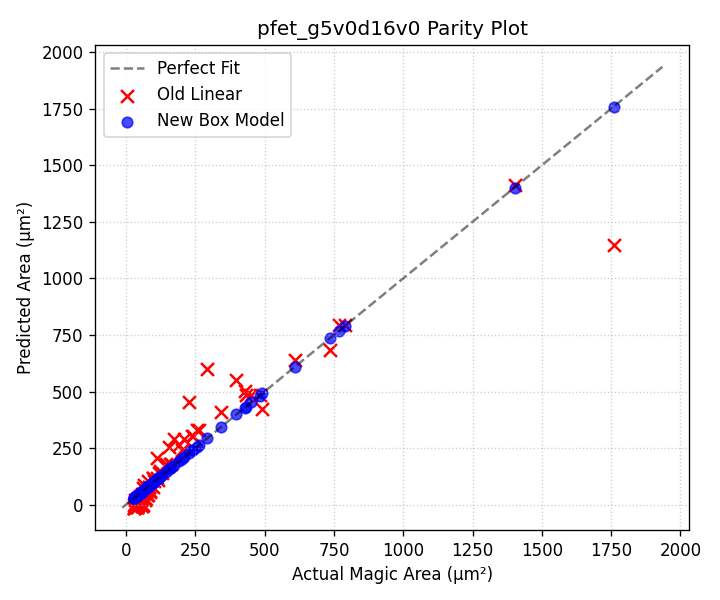 pfet_g5v0d16v0 Parity Plot
Perfect Fit
Old Linear
New Box Model
2000
1750
1500
1250
1000
750
500
250
0
Predicted Area (µm²)
0 250 500 750 1000 1250 1500 1750 2000
Actual Magic Area (µm²)